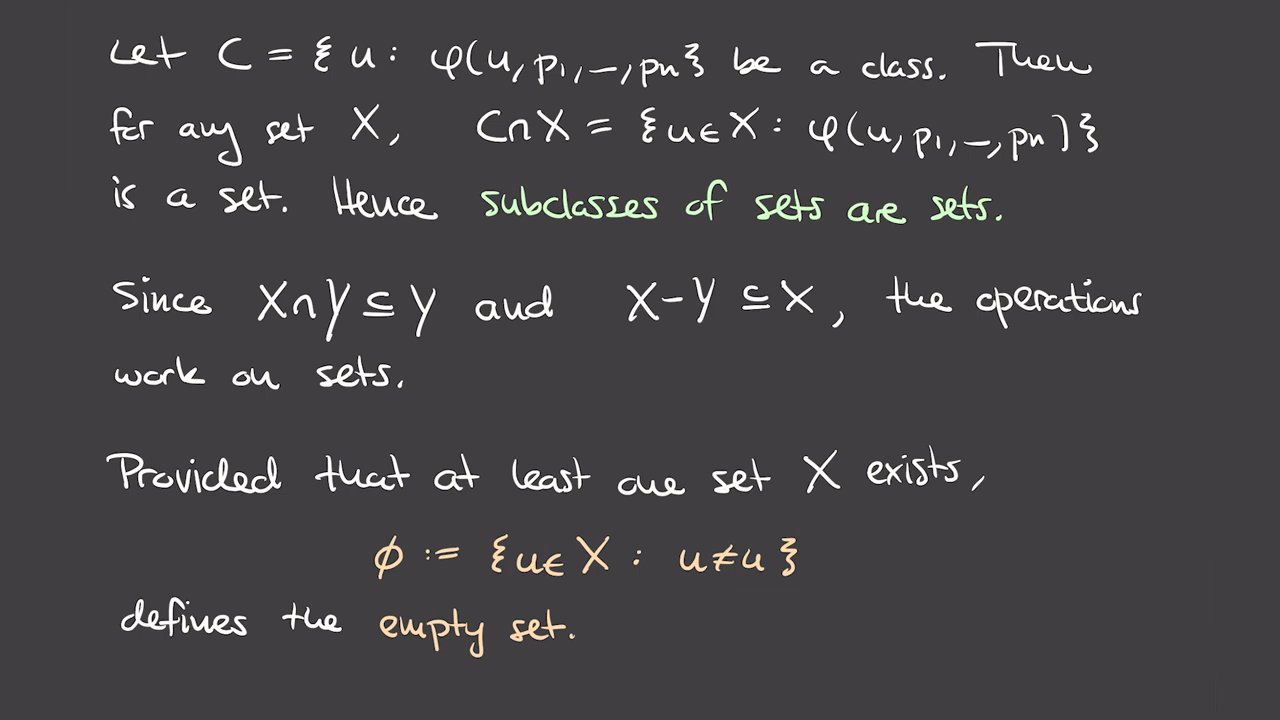 Let C = {u : φ(u, p₁, –, pₙ} be a class. Then
for any set X, C∩X = {u∈X : φ(u, p₁, –, pₙ)}
is a set. Hence subclasses of sets are sets.
Since X∩Y ⊆ Y and X−Y ⊆ X, the operations
work on sets.
Provided that at least one set X exists,
∅ := {u∈X : u≠u}
defines the empty set.